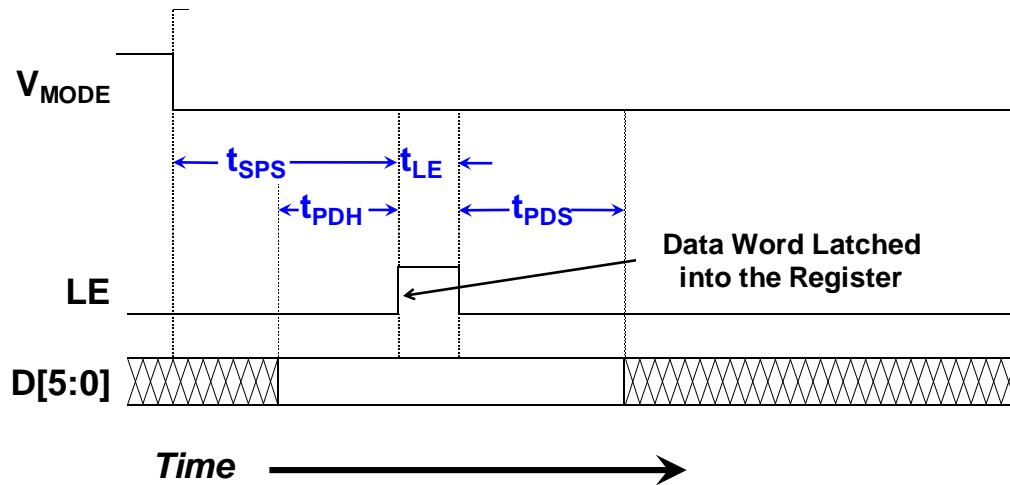 VMODE
tSPS
tLE
tPDH
tPDS
Data Word Latched
into the Register
LE
D[5:0]
Time